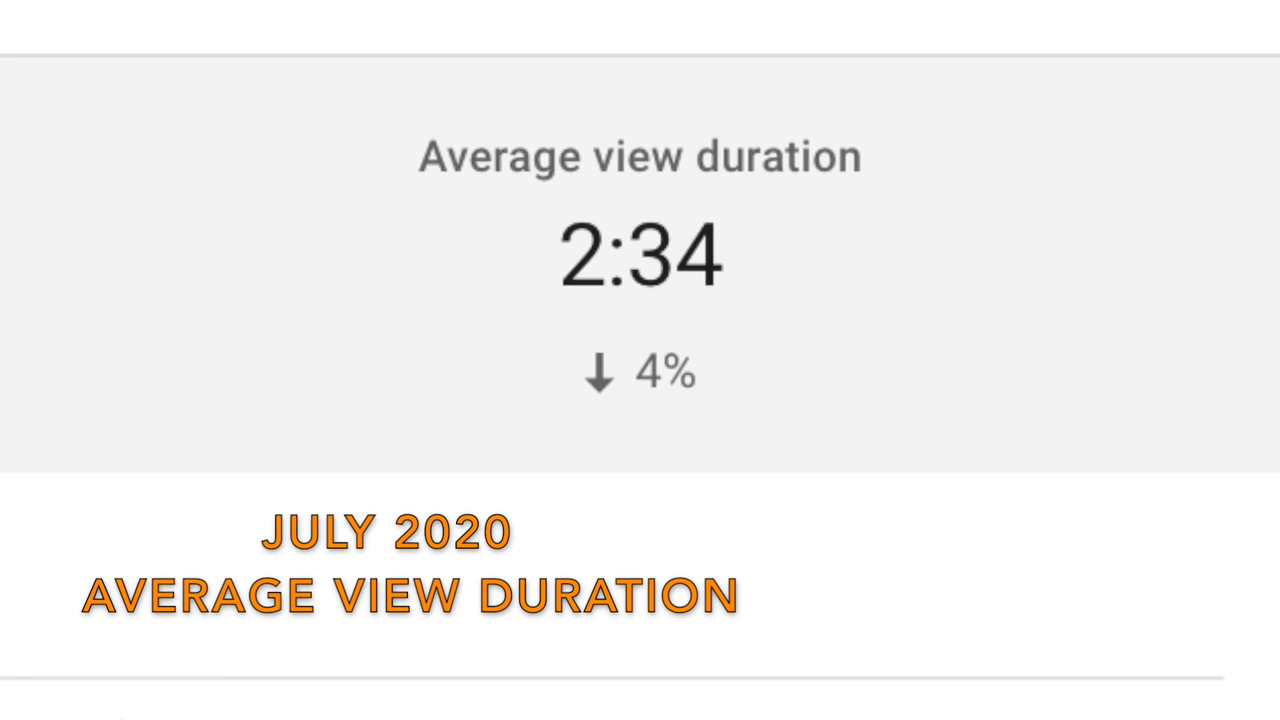 Average view duration
2:34
↓ 4%
JULY 2020
AVERAGE VIEW DURATION